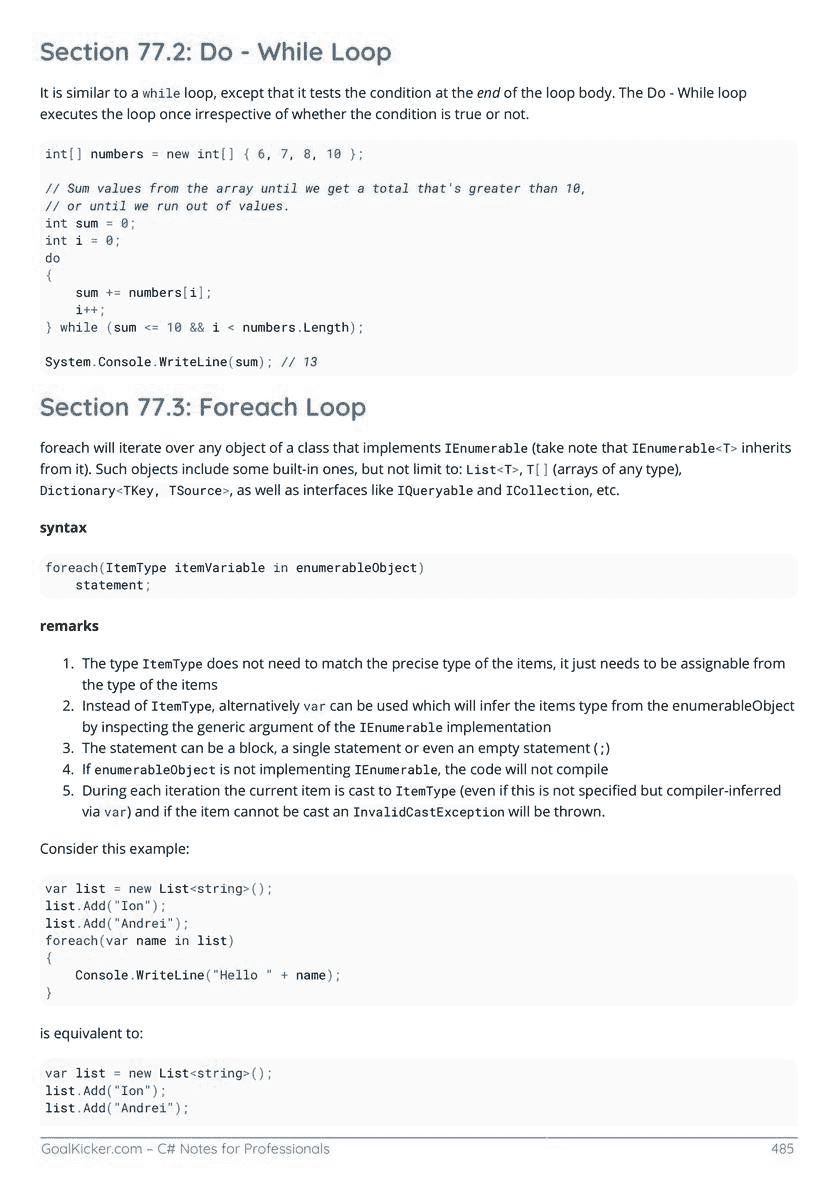 Section 77.2: Do - While Loop
It is similar to a while loop, except that it tests the condition at the end of the loop body. The Do - While loop
executes the loop once irrespective of whether the condition is true or not.
int[] numbers = new int[] { 6, 7, 8, 10 };
// Sum values from the array until we get a total that's greater than 10,
// or until we run out of values.
int sum = 0;
int i = 0;
do
{
    sum += numbers[i];
    i++;
} while (sum <= 10 && i < numbers.Length);
System.Console.WriteLine(sum); // 13
Section 77.3: Foreach Loop
foreach will iterate over any object of a class that implements IEnumerable (take note that IEnumerable<T> inherits
from it). Such objects include some built-in ones, but not limit to: List<T>, T[] (arrays of any type),
Dictionary<TKey, TSource>, as well as interfaces like IQueryable and ICollection, etc.
syntax
foreach(ItemType itemVariable in enumerableObject)
    statement;
remarks
1. The type ItemType does not need to match the precise type of the items, it just needs to be assignable from
the type of the items
2. Instead of ItemType, alternatively var can be used which will infer the items type from the enumerableObject
by inspecting the generic argument of the IEnumerable implementation
3. The statement can be a block, a single statement or even an empty statement (;)
4. If enumerableObject is not implementing IEnumerable, the code will not compile
5. During each iteration the current item is cast to ItemType (even if this is not specified but compiler-inferred
via var) and if the item cannot be cast an InvalidCastException will be thrown.
Consider this example:
var list = new List<string>();
list.Add("Ion");
list.Add("Andrei");
foreach(var name in list)
{
    Console.WriteLine("Hello " + name);
}
is equivalent to:
var list = new List<string>();
list.Add("Ion");
list.Add("Andrei");
GoalKicker.com – C# Notes for Professionals
485